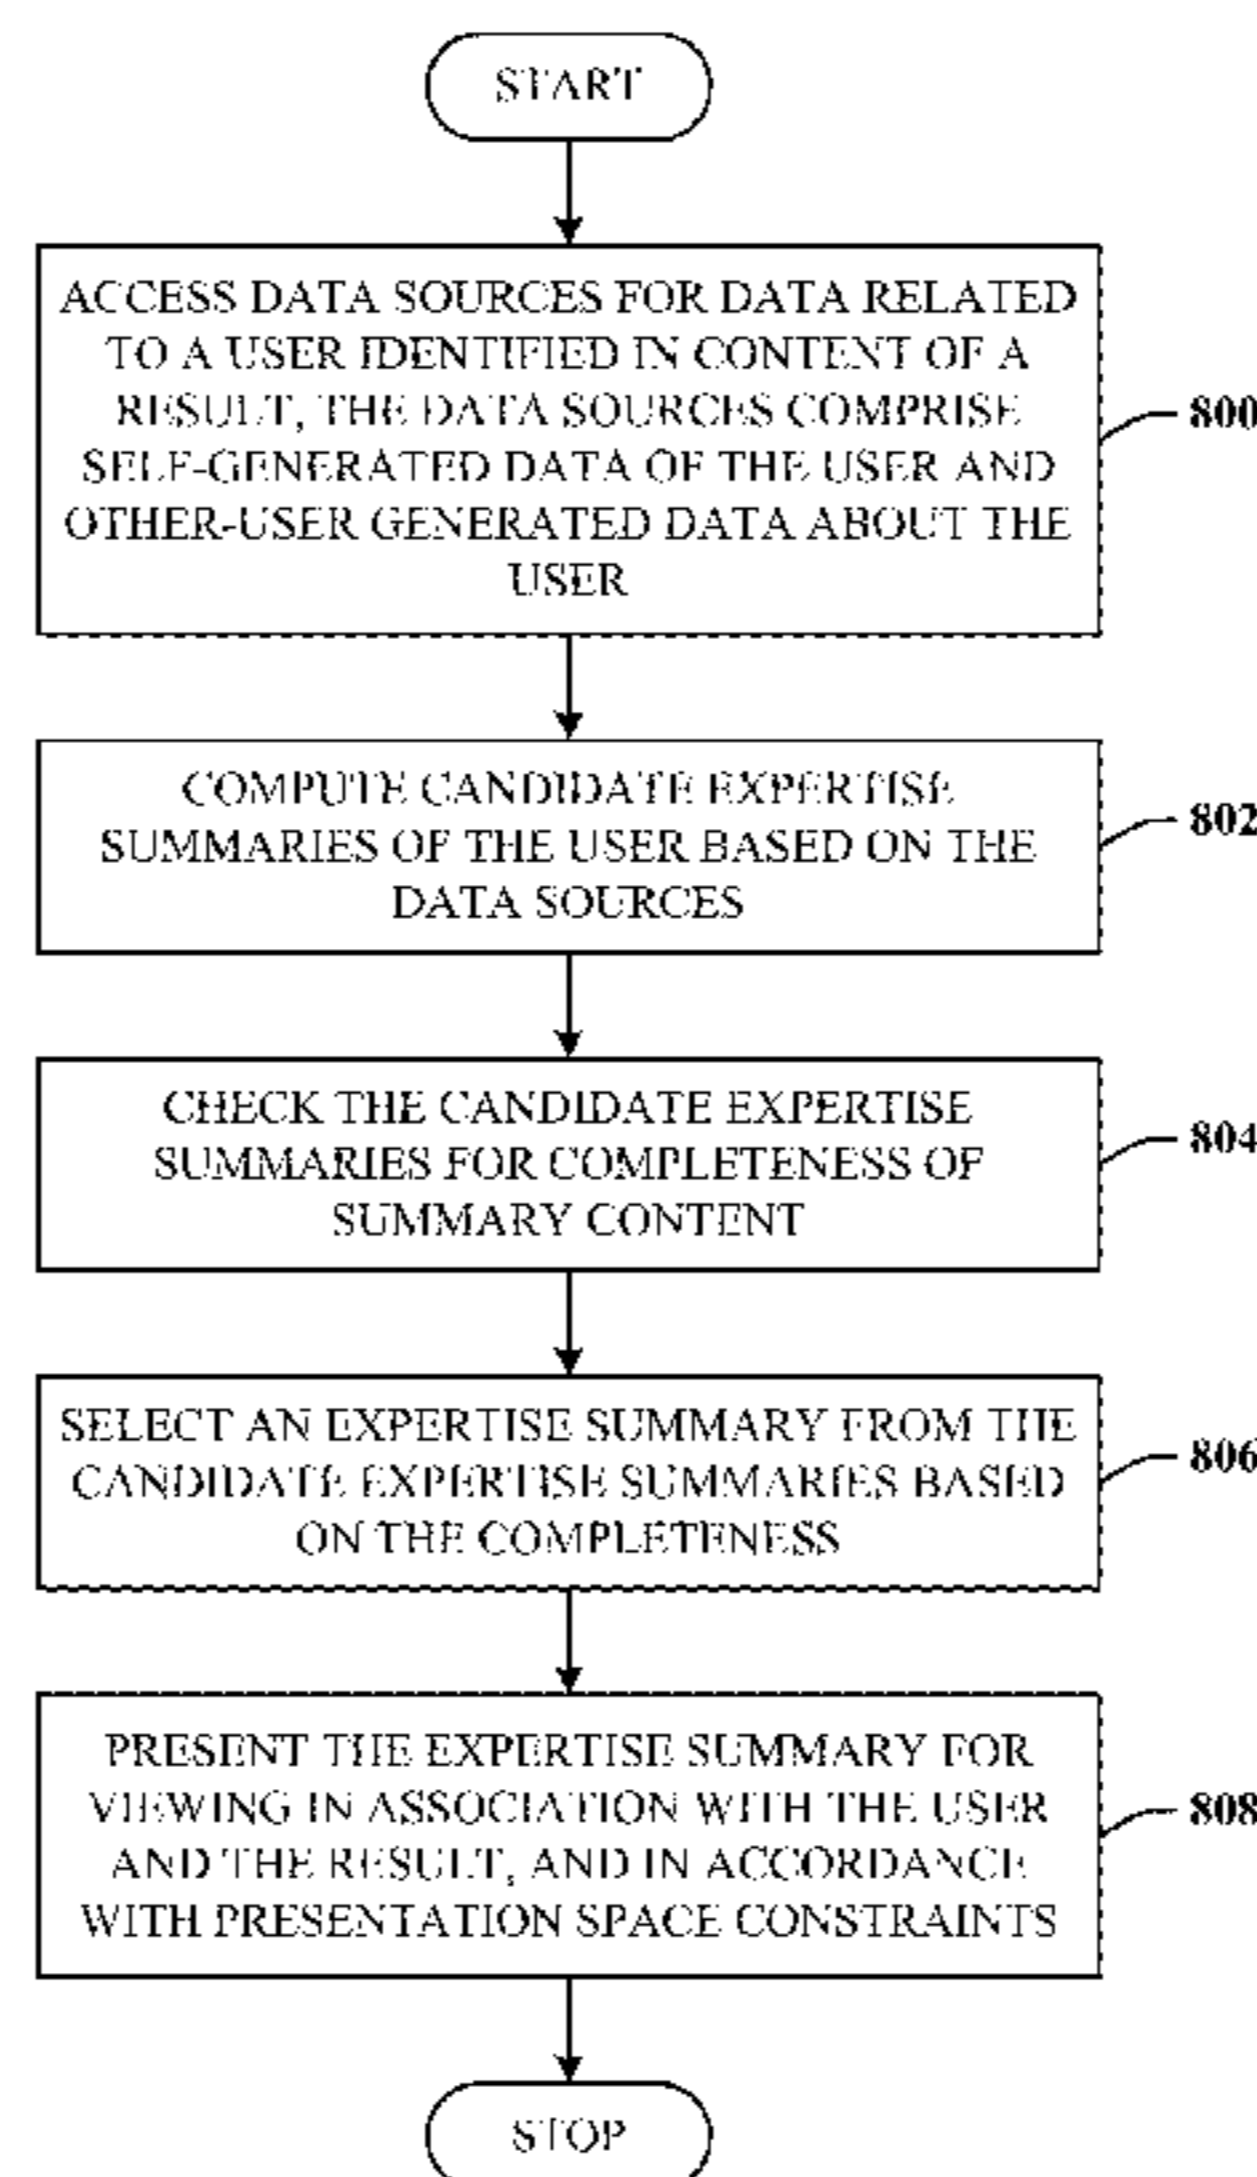 START
ACCESS DATA SOURCES FOR DATA RELATED
TO A USER IDENTIFIED IN CONTENT OF A
RESULT, THE DATA SOURCES COMPRISE
SELF-GENERATED DATA OF THE USER AND
OTHER-USER GENERATED DATA ABOUT THE
USER
800
COMPUTE CANDIDATE EXPERTISE
SUMMARIES OF THE USER BASED ON THE
DATA SOURCES
802
CHECK THE CANDIDATE EXPERTISE
SUMMARIES FOR COMPLETENESS OF
SUMMARY CONTENT
804
SELECT AN EXPERTISE SUMMARY FROM THE
CANDIDATE EXPERTISE SUMMARIES BASED
ON THE COMPLETENESS
806
PRESENT THE EXPERTISE SUMMARY FOR
VIEWING IN ASSOCIATION WITH THE USER
AND THE RESULT, AND IN ACCORDANCE
WITH PRESENTATION SPACE CONSTRAINTS
808
STOP